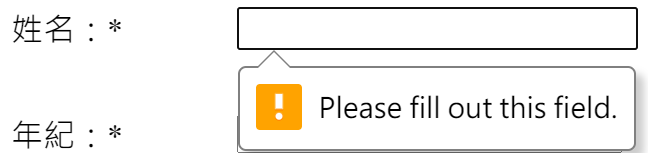 姓名：*
Please fill out this field.
年紀：*